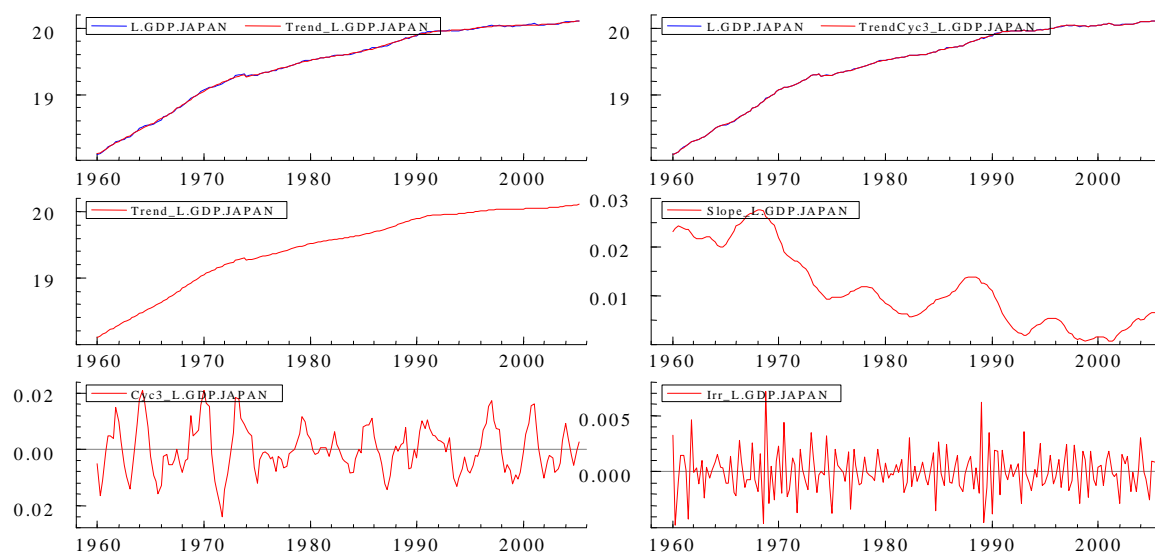 L.GDP.JAPAN Trend_L.GDP.JAPAN
20
19
1960 1970 1980 1990 2000
L.GDP.JAPAN TrendCyc3_L.GDP.JAPAN
20
19
1960 1970 1980 1990 2000
Trend_L.GDP.JAPAN
20
19
1960 1970 1980 1990 2000
Slope_L.GDP.JAPAN
0.03
0.02
0.01
1960 1970 1980 1990 2000
Cyc3_L.GDP.JAPAN
0.02
0.00
0.02
1960 1970 1980 1990 2000
Irr_L.GDP.JAPAN
0.005
0.000
1960 1970 1980 1990 2000